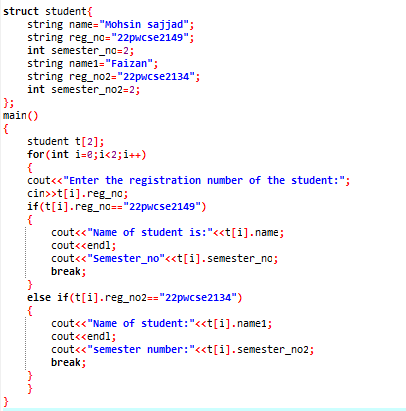 struct student{
    string name="Mohsin sajjad";
    string reg_no="22pwcse2149";
    int semester_no=2;
    string name1="Faizan";
    string reg_no2="22pwcse2134";
    int semester_no2=2;
};
main()
{
    student t[2];
    for(int i=0;i<2;i++)
    {
    cout<<"Enter the registration number of the student:";
    cin>>t[i].reg_no;
    if(t[i].reg_no=="22pwcse2149")
    {
        cout<<"Name of student is:"<<t[i].name;
        cout<<endl;
        cout<<"Semester_no"<<t[i].semester_no;
        break;
    }
    else if(t[i].reg_no2=="22pwcse2134")
    {
        cout<<"Name of student:"<<t[i].name1;
        cout<<endl;
        cout<<"semester number:"<<t[i].semester_no2;
        break;
    }
    }
}